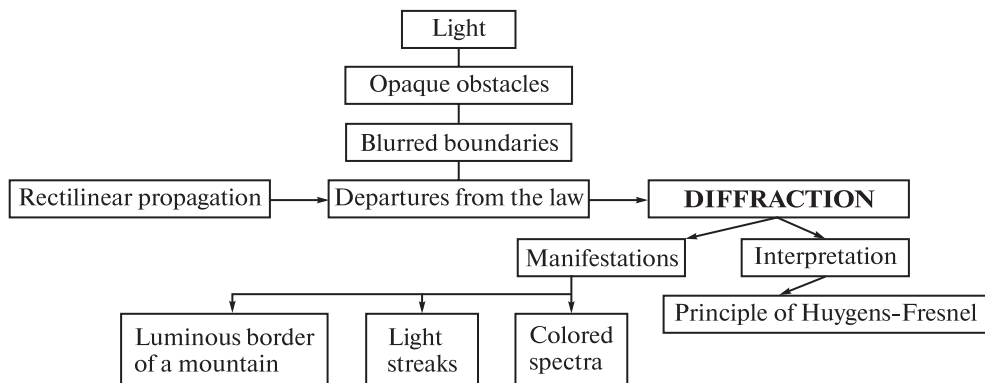 Light
Opaque obstacles
Blurred boundaries
Rectilinear propagation
Departures from the law
DIFFRACTION
Manifestations
Interpretation
Principle of Huygens-Fresnel
Luminous border
of a mountain
Light
streaks
Colored
spectra